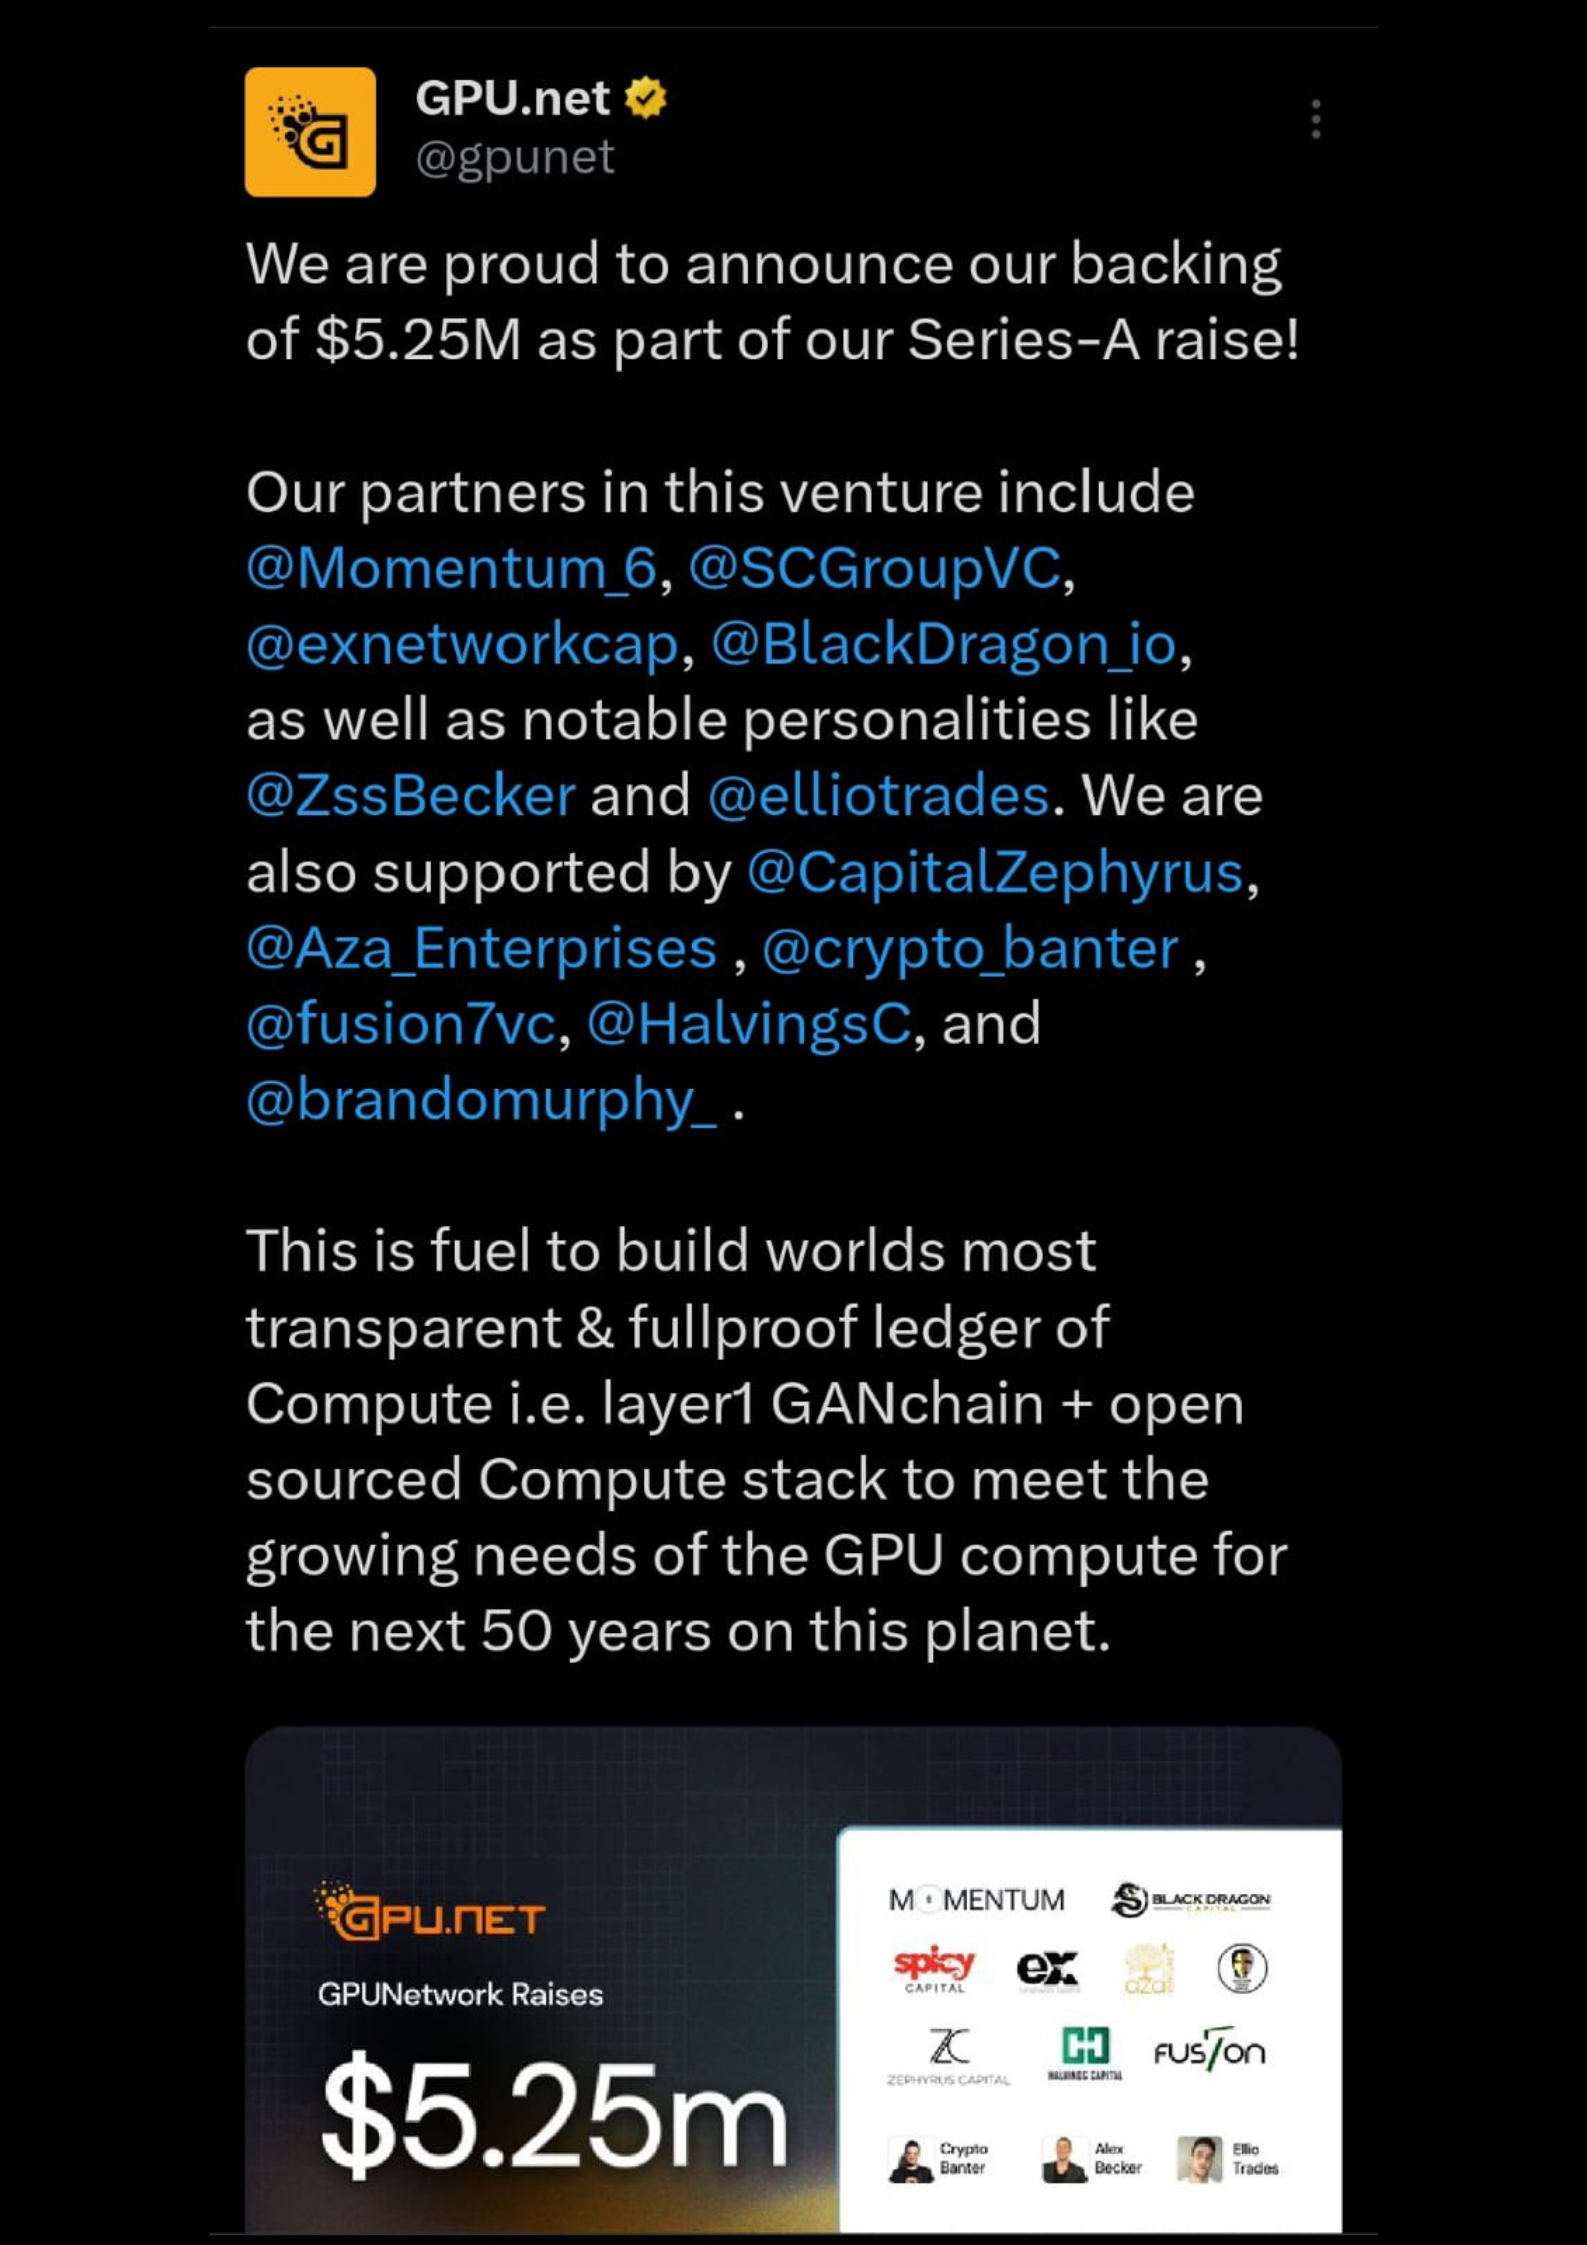 GPU.net
@gpunet
We are proud to announce our backing
of $5.25M as part of our Series-A raise!
Our partners in this venture include
@Momentum_6, @SCGroupVC,
@exnetworkcap, @BlackDragon_io,
as well as notable personalities like
@ZssBecker and @elliotrades. We are
also supported by @CapitalZephyrus,
@Aza_Enterprises , @crypto_banter ,
@fusion7vc, @HalvingsC, and
@brandomurphy_ .
This is fuel to build worlds most
transparent & fullproof ledger of
Compute i.e. layer1 GANchain + open
sourced Compute stack to meet the
growing needs of the GPU compute for
the next 50 years on this planet.
GPU.NET
GPUNetwork Raises
$5.25m
MOMENTUM
BLACK DRAGON
CAPITAL
spicy
CAPITAL
ex
aza
ZC
ZEPHYRUS CAPITAL
HALVINGS CAPITAL
FUS7on
Crypto
Banter
Alex
Becker
Ellio
Trades